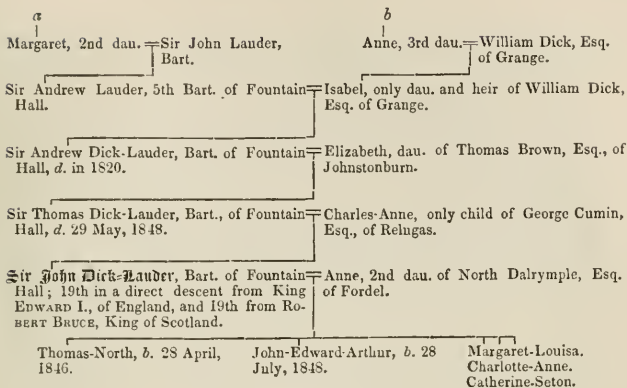 a
b
Margaret, 2nd dau. Sir John Lauder, Bart.
Anne, 3rd dau. William Dick, Esq. of Grange.
Sir Andrew Lauder, 5th Bart. of Fountain Hall.
Isabel, only dau. and heir of William Dick, Esq. of Grange.
Sir Andrew Dick-Lauder, Bart. of Fountain Hall, d. in 1820.
Elizabeth, dau. of Thomas Brown, Esq., of Johnstonburn.
Sir Thomas Dick-Lauder, Bart., of Fountain Hall, d. 29 May, 1848.
Charles-Anne, only child of George Cumin, Esq., of Relugas.
Sir John Dick-Lauder, Bart. of Fountain
Hall; 19th in a direct descent from King
EDWARD I., of England, and 19th from RO-
BERT BRUCE, King of Scotland.
Anne, 2nd dau. of North Dalrymple, Esq.
of Fordel.
Thomas-North, b. 28 April,
1846.
John-Edward-Arthur, b. 28
July, 1848.
Margaret-Louisa.
Charlotte-Anne.
Catherine-Seton.